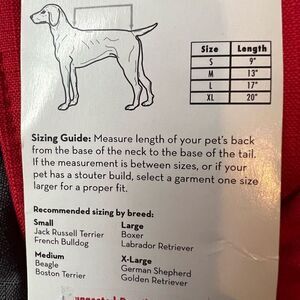 Size Length
S 9"
M 13"
L 17"
XL 20"
Sizing Guide: Measure length of your pet's back
from the base of the neck to the base of the tail.
If the measurement is between sizes, or if your
pet has a stouter build, select a garment one size
larger for a proper fit.
Recommended sizing by breed:
Small
Jack Russell Terrier
French Bulldog
Medium
Beagle
Boston Terrier
Large
Boxer
Labrador Retriever
X-Large
German Shepherd
Golden Retriever